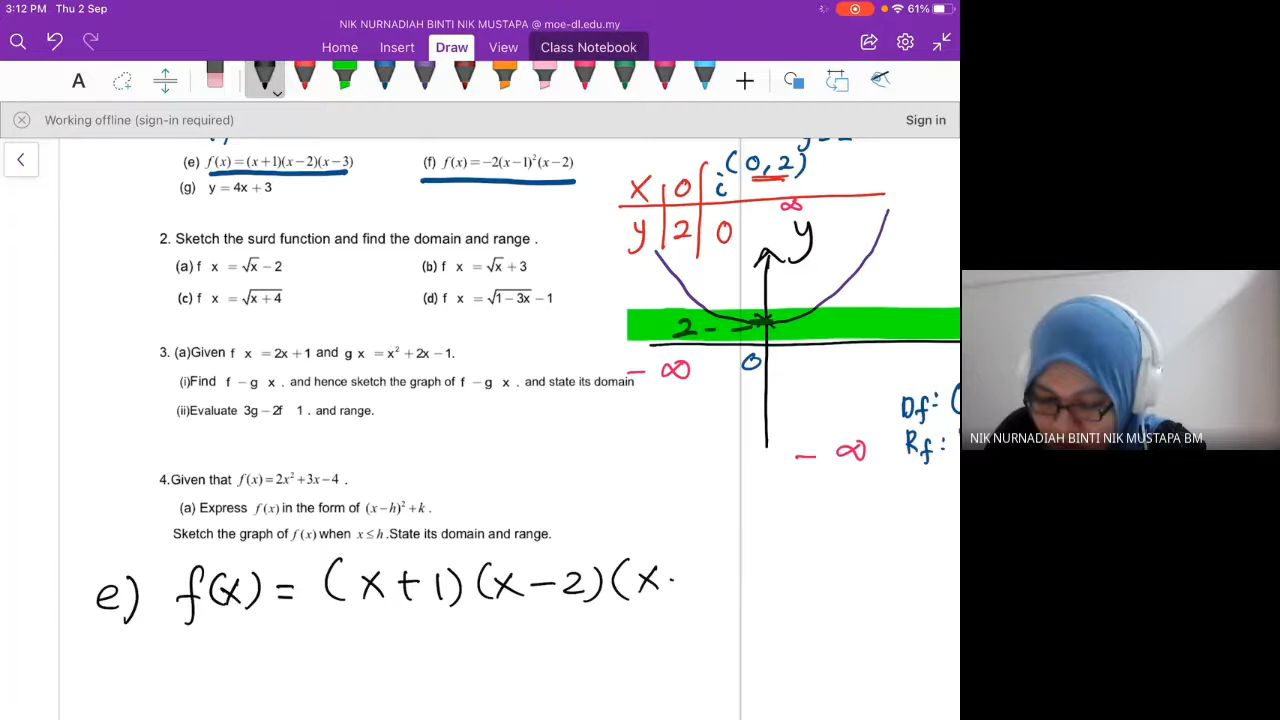 3:12 PM Thu 2 Sep
61%
NIK NURNADIAH BINTI NIK MUSTAPA @ moe-dl.edu.my
Home Insert Draw View Class Notebook
A
Working offline (sign-in required) Sign in
(e) f(x)=(x+1)(x−2)(x−3) (f) f(x)=−2(x−1)²(x−2)
(g) y = 4x + 3
2. Sketch the surd function and find the domain and range .
(a) f x = √x − 2 (b) f x = √x + 3
(c) f x = √x + 4 (d) f x = √1 − 3x − 1
3. (a)Given f x = 2x + 1 and g x = x² + 2x − 1.
(i)Find f − g x . and hence sketch the graph of f − g x . and state its domain
(ii)Evaluate 3g − 2f 1 . and range.
4.Given that f(x)=2x²+3x−4 .
(a) Express f(x) in the form of (x−h)²+k .
Sketch the graph of f(x) when x≤h .State its domain and range.
e) f(x) = (x+1)(x−2)(x
(0,2)
x 0 i
y 2 0
∞
y
2
0
− ∞
− ∞
Df: (
Rf:
NIK NURNADIAH BINTI NIK MUSTAPA BM